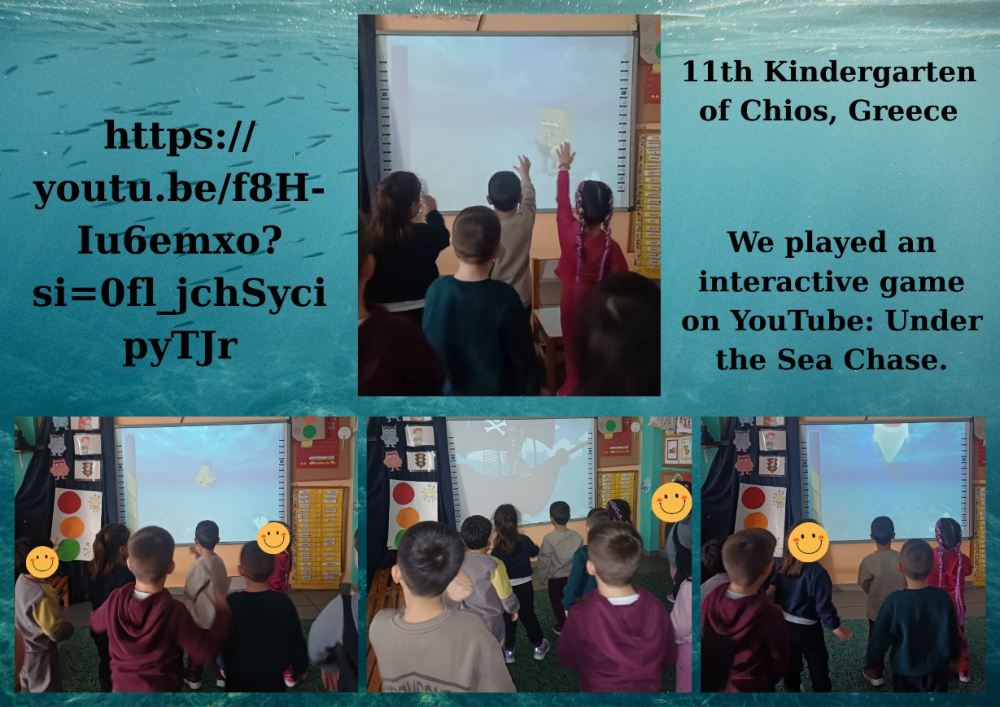 https://
youtu.be/f8H-
Iu6emxo?
si=0fl_jchSyci
pyTJr
11th Kindergarten
of Chios, Greece
We played an
interactive game
on YouTube: Under
the Sea Chase.